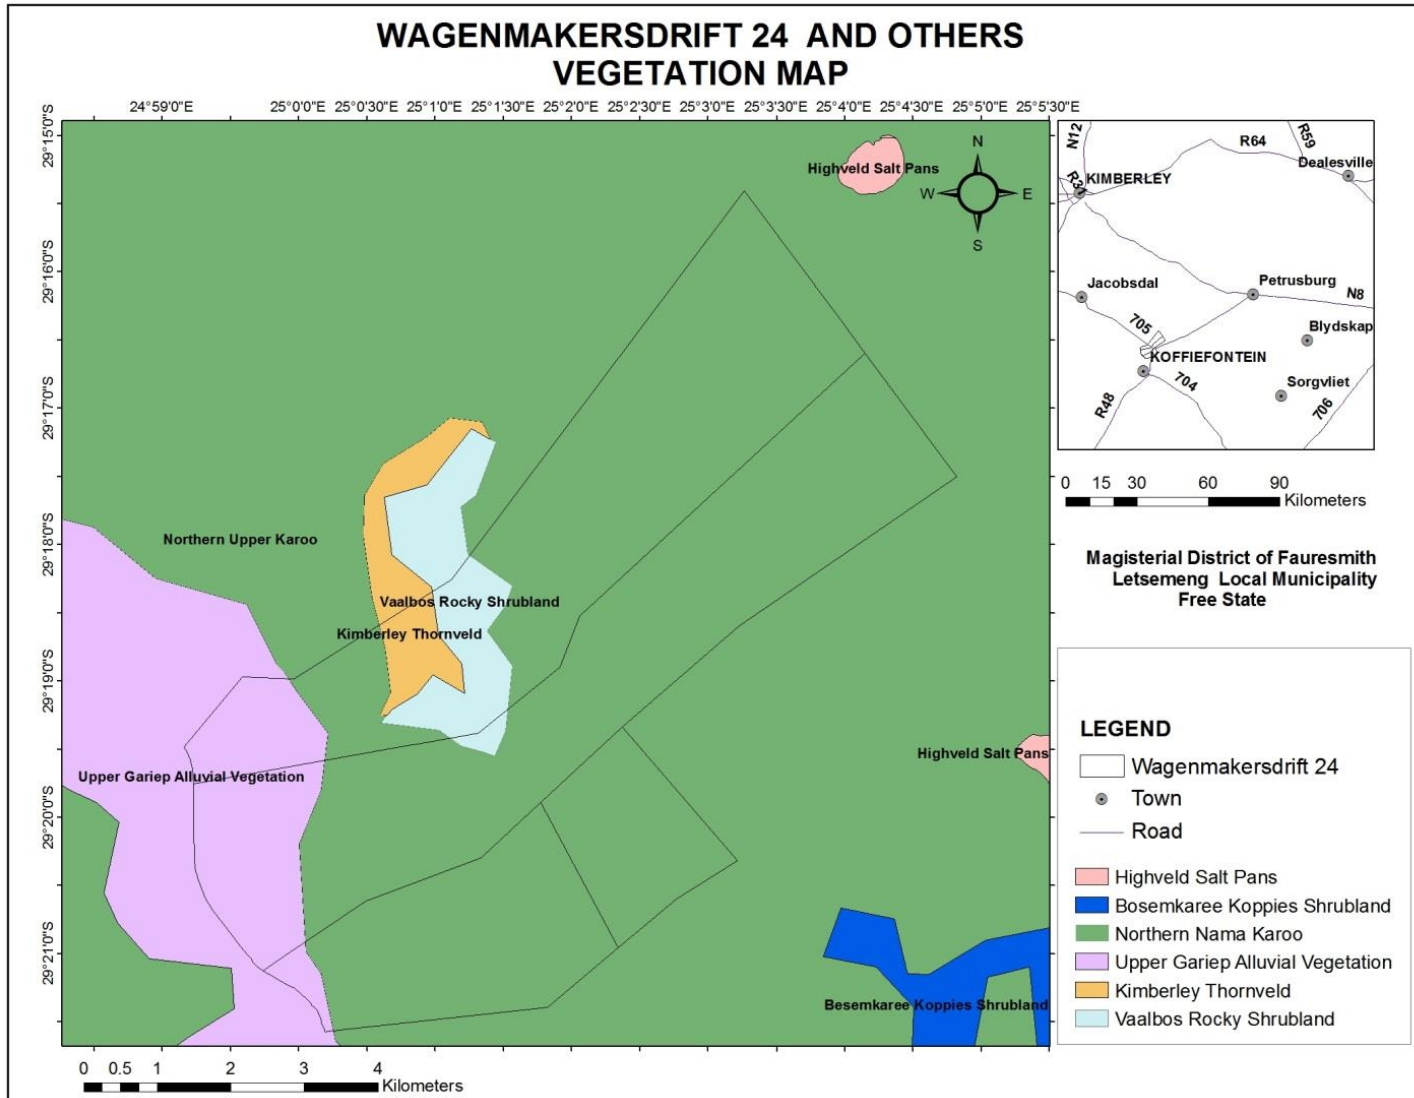 WAGENMAKERSDRIFT 24 AND OTHERS
VEGETATION MAP
24°59'0"E 25°0'0"E 25°0'30"E 25°1'0"E 25°1'30"E 25°2'0"E 25°2'30"E 25°3'0"E 25°3'30"E 25°4'0"E 25°4'30"E 25°5'0"E 25°5'30"E
29°15'0"S
29°16'0"S
29°17'0"S
29°18'0"S
29°19'0"S
29°20'0"S
29°21'0"S
Highveld Salt Pans
N
W E
S
Northern Upper Karoo
Vaalbos Rocky Shrubland
Kimberley Thornveld
Highveld Salt Pans
Upper Gariep Alluvial Vegetation
Besemkaree Koppies Shrubland
0 0.5 1 2 3 4
Kilometers
N12
R64
R59
Dealesville
R31
KIMBERLEY
Jacobsdal
Petrusburg
N8
705
Blydskap
KOFFIEFONTEIN
704
Sorgvliet
R48
706
0 15 30 60 90
Kilometers
Magisterial District of Fauresmith
Letsemeng Local Municipality
Free State
LEGEND
Wagenmakersdrift 24
Town
Road
Highveld Salt Pans
Bosemkaree Koppies Shrubland
Northern Nama Karoo
Upper Gariep Alluvial Vegetation
Kimberley Thornveld
Vaalbos Rocky Shrubland